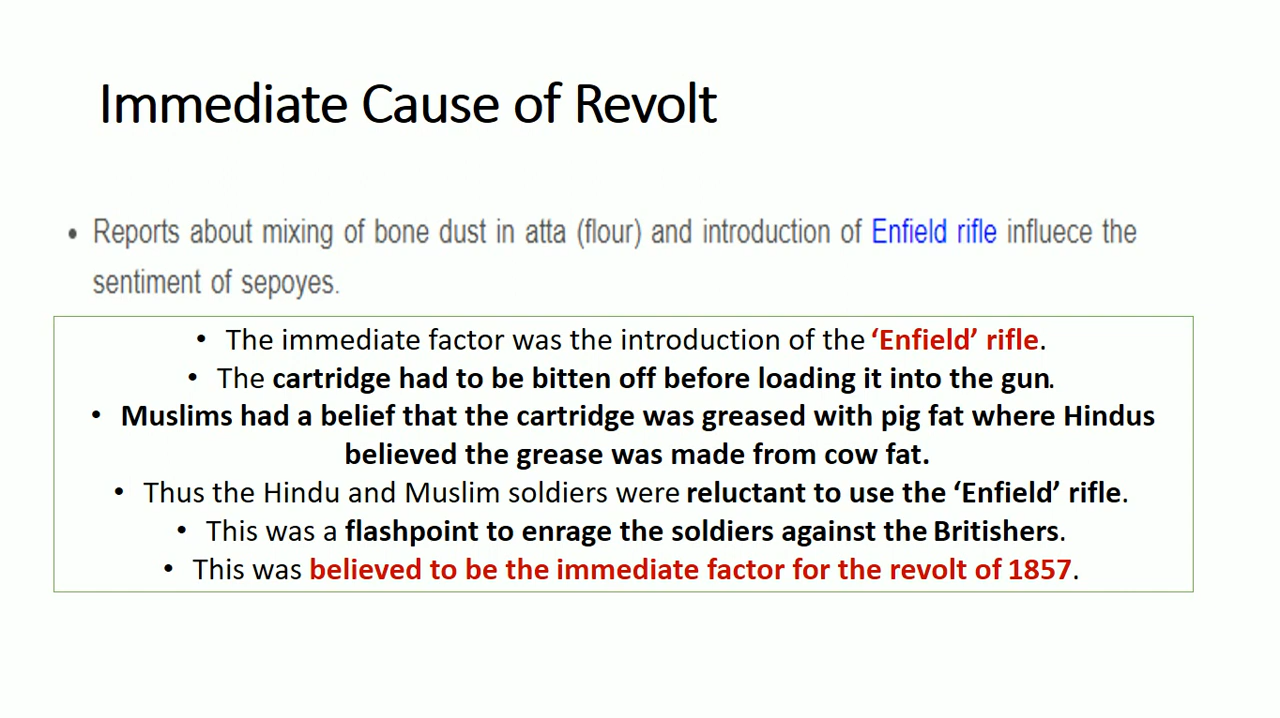 Immediate Cause of Revolt
• Reports about mixing of bone dust in atta (flour) and introduction of Enfield rifle influece the
sentiment of sepoyes.
• The immediate factor was the introduction of the ‘Enfield’ rifle.
• The cartridge had to be bitten off before loading it into the gun.
• Muslims had a belief that the cartridge was greased with pig fat where Hindus
believed the grease was made from cow fat.
• Thus the Hindu and Muslim soldiers were reluctant to use the ‘Enfield’ rifle.
• This was a flashpoint to enrage the soldiers against the Britishers.
• This was believed to be the immediate factor for the revolt of 1857.